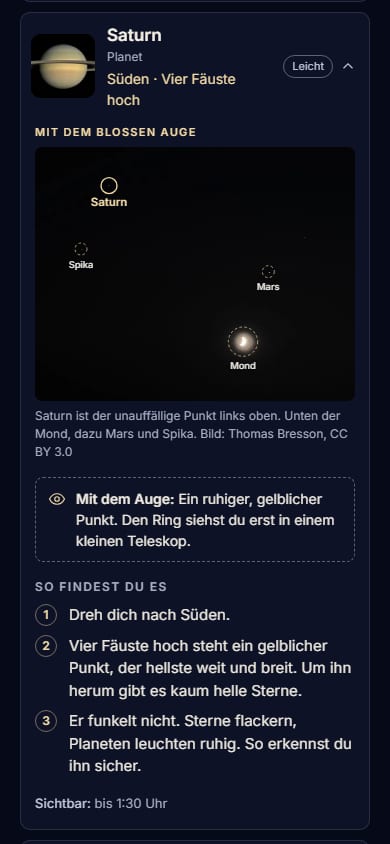 Saturn
Planet
Süden · Vier Fäuste
hoch
Leicht
MIT DEM BLOSSEN AUGE
Saturn
Spika
Mars
Mond
Saturn ist der unauffällige Punkt links oben. Unten der
Mond, dazu Mars und Spika. Bild: Thomas Bresson, CC
BY 3.0
Mit dem Auge: Ein ruhiger, gelblicher
Punkt. Den Ring siehst du erst in einem
kleinen Teleskop.
SO FINDEST DU ES
1 Dreh dich nach Süden.
2 Vier Fäuste hoch steht ein gelblicher
Punkt, der hellste weit und breit. Um ihn
herum gibt es kaum helle Sterne.
3 Er funkelt nicht. Sterne flackern,
Planeten leuchten ruhig. So erkennst du
ihn sicher.
Sichtbar: bis 1:30 Uhr